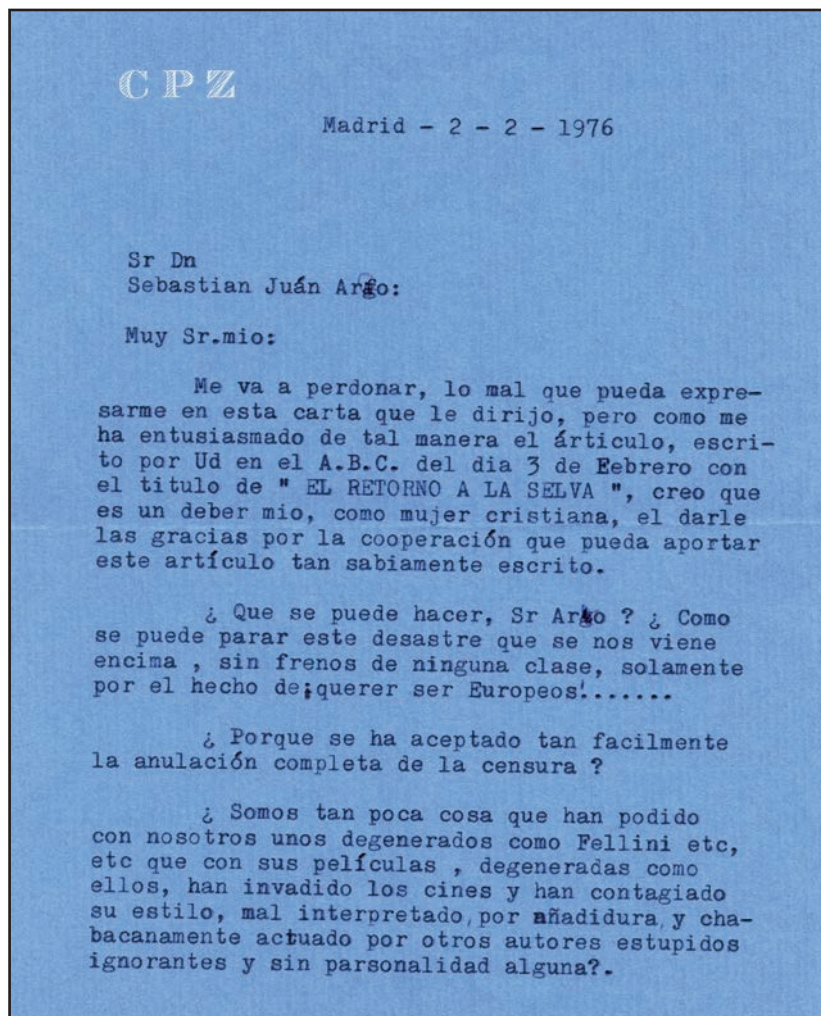 CPZ
Madrid - 2 - 2 - 1976
Sr Dn
Sebastian Juán Argo:
Muy Sr.mio:
Me va a perdonar, lo mal que pueda expre-
sarme en esta carta que le dirijo, pero como me
ha entusiasmado de tal manera el árticulo, escri-
to por Ud en el A.B.C. del dia 3 de Eebrero con
el titulo de " EL RETORNO A LA SELVA ", creo que
es un deber mio, como mujer cristiana, el darle
las gracias por la cooperación que pueda aportar
este artículo tan sabiamente escrito.
¿ Que se puede hacer, Sr Argo ? ¿ Como
se puede parar este desastre que se nos viene
encima , sin frenos de ninguna clase, solamente
por el hecho de¡querer ser Europeos!.......
¿ Porque se ha aceptado tan facilmente
la anulación completa de la censura ?
¿ Somos tan poca cosa que han podido
con nosotros unos degenerados como Fellini etc,
etc que con sus películas , degeneradas como
ellos, han invadido los cines y han contagiado
su estilo, mal interpretado, por añadidura, y cha-
bacanamente actuado por otros autores estupidos
ignorantes y sin parsonalidad alguna?.